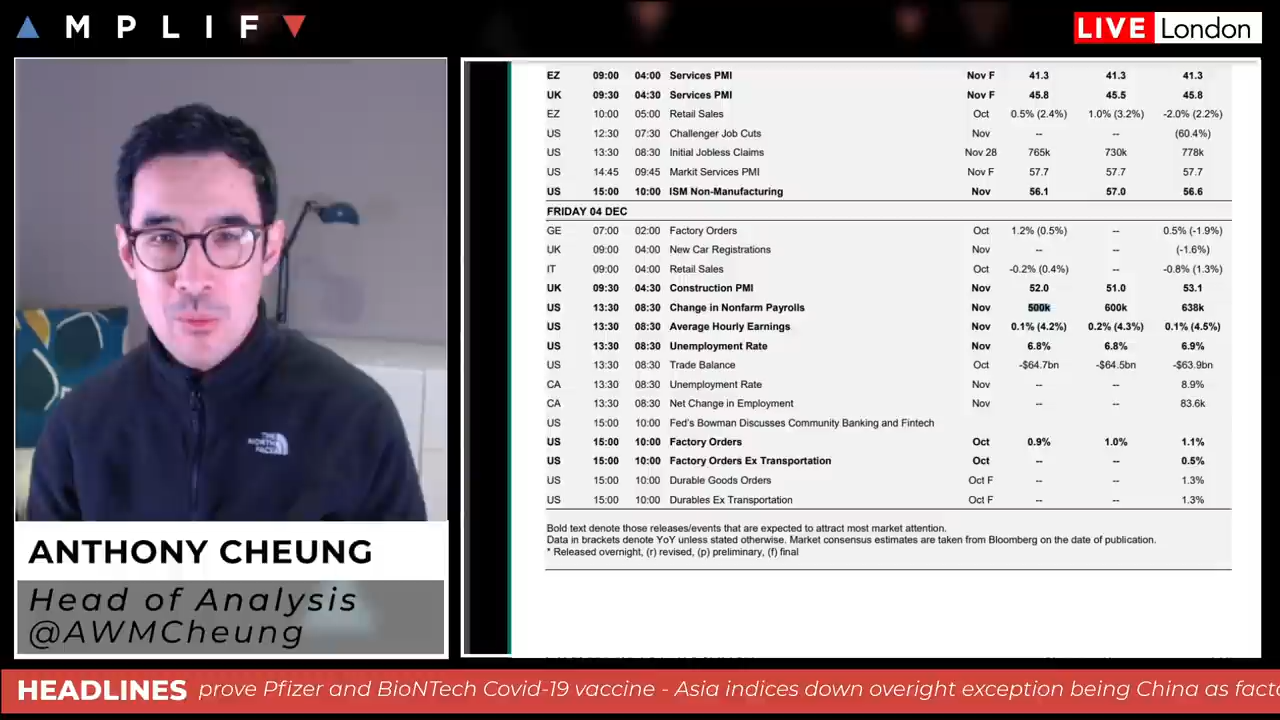 AMPLIFY
LIVE London
EZ 09:00 04:00 Services PMI Nov F 41.3 41.3 41.3
UK 09:30 04:30 Services PMI Nov F 45.8 45.5 45.8
EZ 10:00 05:00 Retail Sales Oct 0.5% (2.4%) 1.0% (3.2%) -2.0% (2.2%)
US 12:30 07:30 Challenger Job Cuts Nov -- -- (60.4%)
US 13:30 08:30 Initial Jobless Claims Nov 28 765k 730k 778k
US 14:45 09:45 Markit Services PMI Nov F 57.7 57.7 57.7
US 15:00 10:00 ISM Non-Manufacturing Nov 56.1 57.0 56.6
FRIDAY 04 DEC
GE 07:00 02:00 Factory Orders Oct 1.2% (0.5%) -- 0.5% (-1.9%)
UK 09:00 04:00 New Car Registrations Nov -- -- (-1.6%)
IT 09:00 04:00 Retail Sales Oct -0.2% (0.4%) -- -0.8% (1.3%)
UK 09:30 04:30 Construction PMI Nov 52.0 51.0 53.1
US 13:30 08:30 Change in Nonfarm Payrolls Nov 500k 600k 638k
US 13:30 08:30 Average Hourly Earnings Nov 0.1% (4.2%) 0.2% (4.3%) 0.1% (4.5%)
US 13:30 08:30 Unemployment Rate Nov 6.8% 6.8% 6.9%
US 13:30 08:30 Trade Balance Oct -$64.7bn -$64.5bn -$63.9bn
CA 13:30 08:30 Unemployment Rate Nov -- -- 8.9%
CA 13:30 08:30 Net Change in Employment Nov -- -- 83.6k
US 15:00 10:00 Fed's Bowman Discusses Community Banking and Fintech
US 15:00 10:00 Factory Orders Oct 0.9% 1.0% 1.1%
US 15:00 10:00 Factory Orders Ex Transportation Oct -- -- 0.5%
US 15:00 10:00 Durable Goods Orders Oct F -- -- 1.3%
US 15:00 10:00 Durables Ex Transportation Oct F -- -- 1.3%
Bold text denote those releases/events that are expected to attract most market attention.
Data in brackets denote YoY unless stated otherwise. Market consensus estimates are taken from Bloomberg on the date of publication.
* Released overnight, (r) revised, (p) preliminary, (f) final
THE
NORTH
FACE
ANTHONY CHEUNG
Head of Analysis
@AWMCheung
HEADLINES prove Pfizer and BioNTech Covid-19 vaccine - Asia indices down overight exception being China as facto